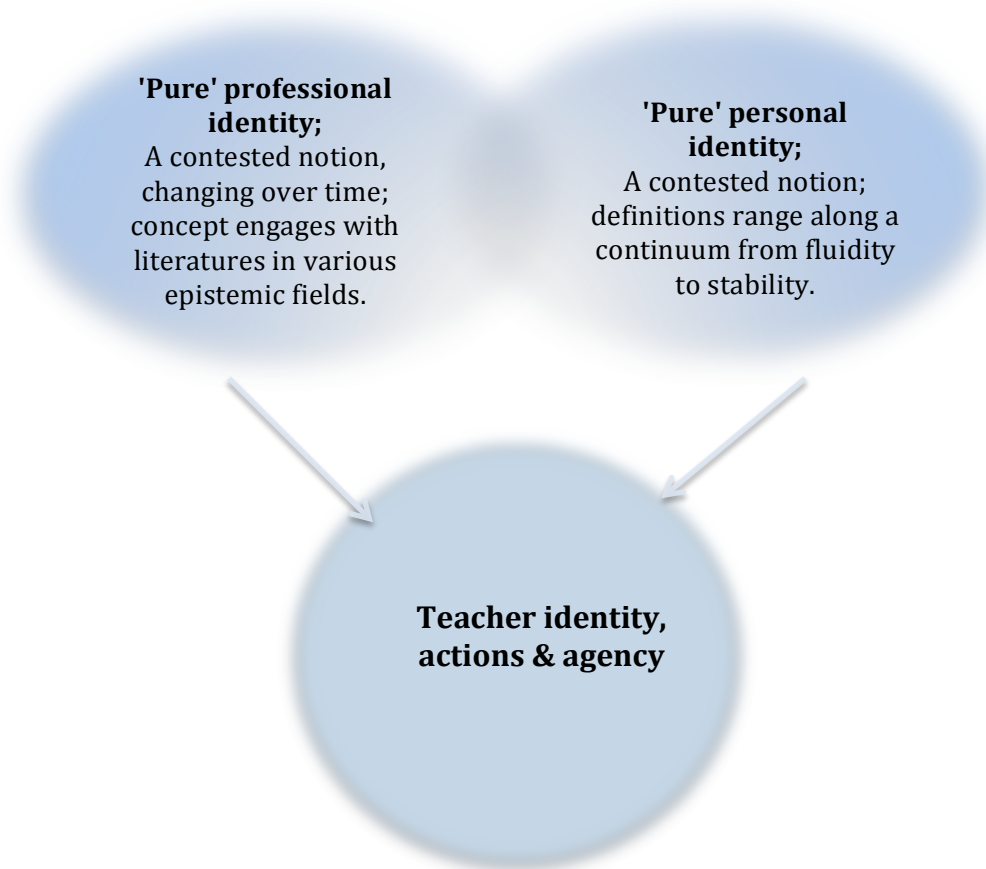 'Pure' professional
identity;
A contested notion,
changing over time;
concept engages with
literatures in various
epistemic fields.
'Pure' personal
identity;
A contested notion;
definitions range along a
continuum from fluidity
to stability.
Teacher identity,
actions & agency